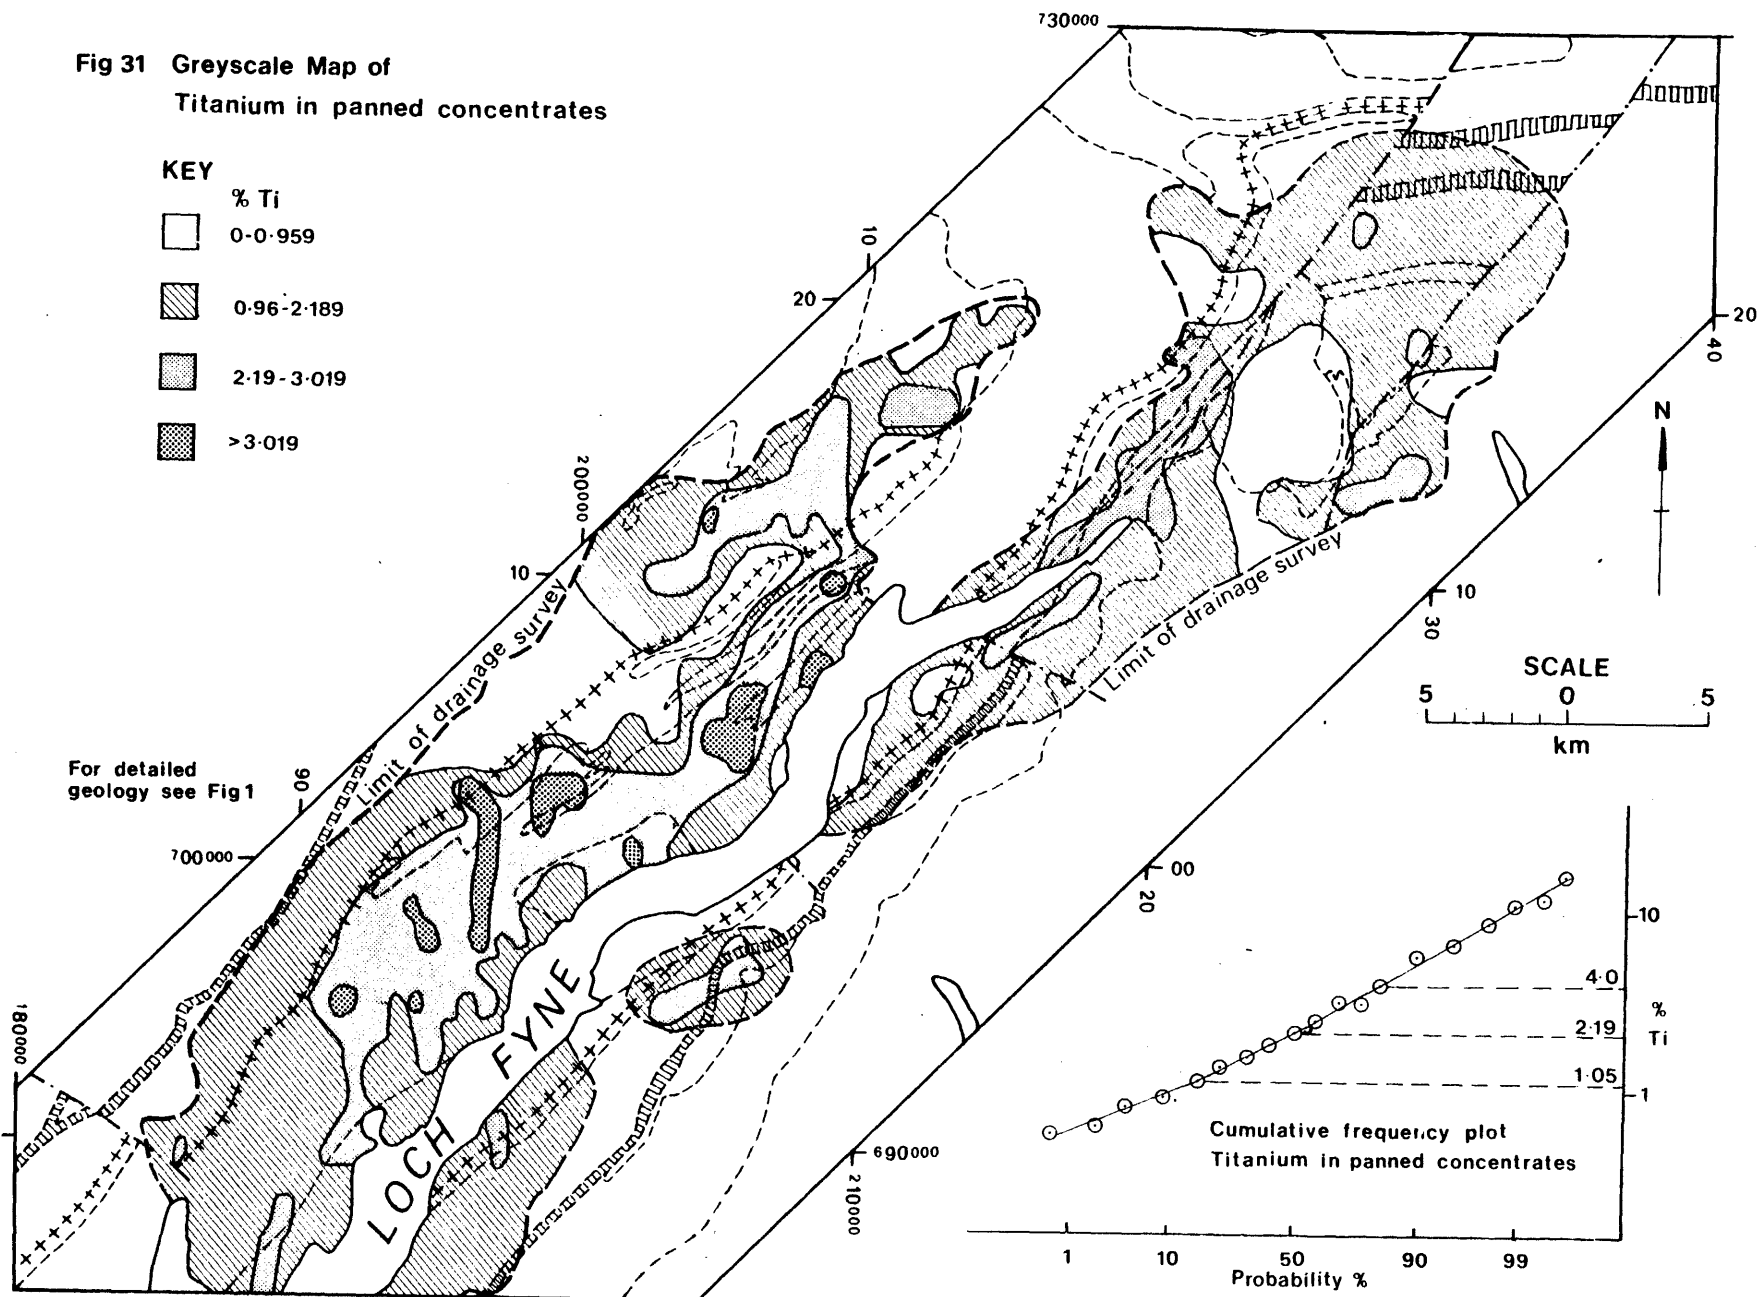 Fig 31 Greyscale Map of
Titanium in panned concentrates
KEY
% Ti
0-0·959
0·96-2·189
2·19-3·019
>3·019
730000
10
20
200000
10
Limit of drainage survey
90
For detailed
geology see Fig 1
700000
180000
LOCH FYNE
Limit of drainage survey
20
40
N
10
30
SCALE
5 0 5
km
00
20
690000
210000
10
4·0
%
Ti
2·19
1·05
1
Cumulative frequency plot
Titanium in panned concentrates
1 10 50 90 99
Probability %